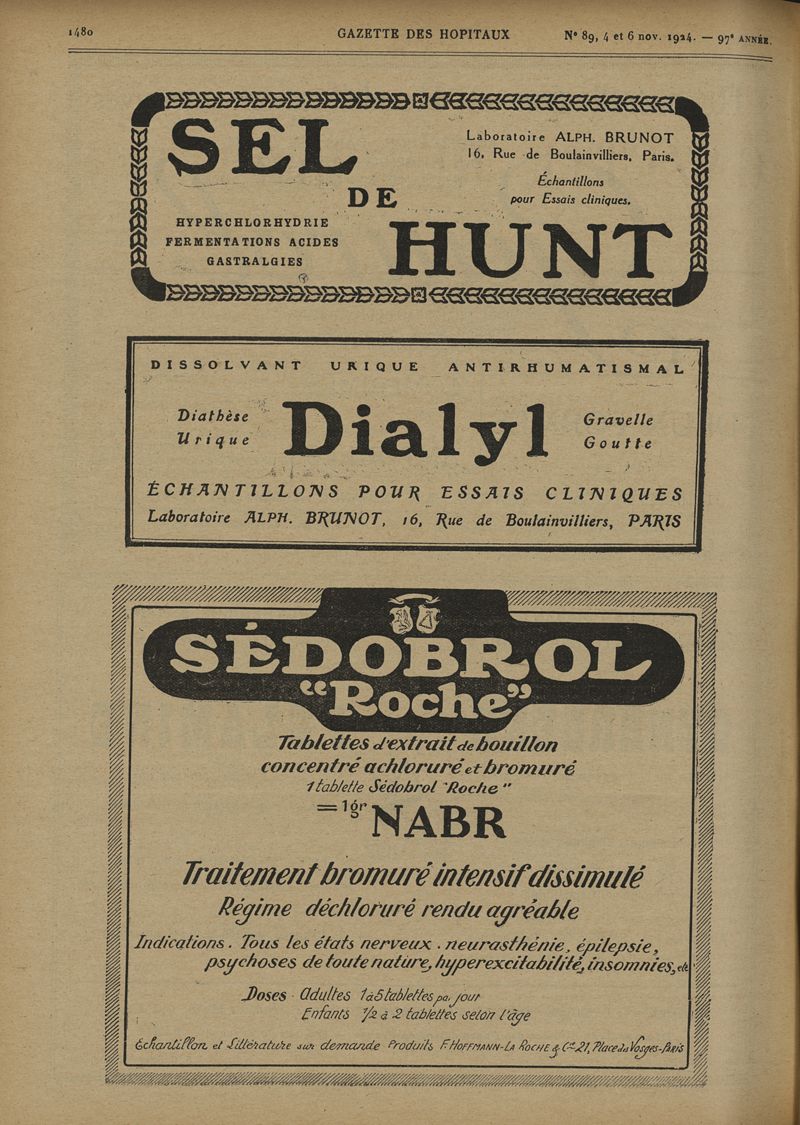 1480 GAZETTE DES HOPITAUX N° 89, 4 et 6 nov. 1924. — 97e ANNÉE.
SEL
DE
HUNT
Laboratoire ALPH. BRUNOT
16, Rue de Boulainvilliers, Paris.
Échantillons
pour Essais cliniques.
HYPERCHLORHYDRIE
FERMENTATIONS ACIDES
GASTRALGIES
DISSOLVANT URIQUE ANTIRHUMATISMAL
Diathèse
Urique
Dialyl
Gravelle
Goutte
ÉCHANTILLONS POUR ESSAIS CLINIQUES
Laboratoire ALPH. BRUNOT, 16, Rue de Boulainvilliers, PARIS
SÉDOBROL
“Roche”
Tablettes d'extrait de bouillon
concentré achloruré et bromuré
1 tablette Sédobrol "Roche"
= 1gr NABR
Traitement bromuré intensif dissimulé
Régime déchloruré rendu agréable
Indications. Tous les états nerveux. neurasthénie, épilepsie,
psychoses de toute nature, hyperexcitabilité, insomnies, etc
Doses Adultes 1 à 5 tablettes par jour
Enfants 1/2 à 2 tablettes selon l'âge
Échantillon et Littérature sur demande Produits F. HOFFMANN-LA ROCHE & Cie 21, Place des Vosges-PARIS